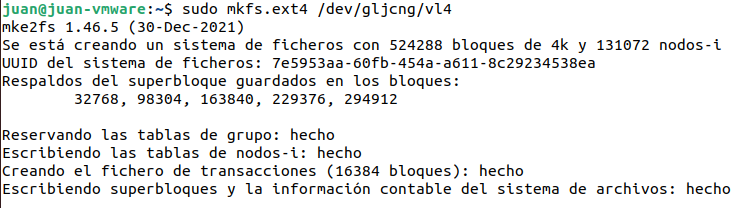 juan@juan-vmware:~$ sudo mkfs.ext4 /dev/gljcng/vl4
mke2fs 1.46.5 (30-Dec-2021)
Se está creando un sistema de ficheros con 524288 bloques de 4k y 131072 nodos-i
UUID del sistema de ficheros: 7e5953aa-60fb-454a-a611-8c29234538ea
Respaldos del superbloque guardados en los bloques:
        32768, 98304, 163840, 229376, 294912

Reservando las tablas de grupo: hecho
Escribiendo las tablas de nodos-i: hecho
Creando el fichero de transacciones (16384 bloques): hecho
Escribiendo superbloques y la información contable del sistema de archivos: hecho